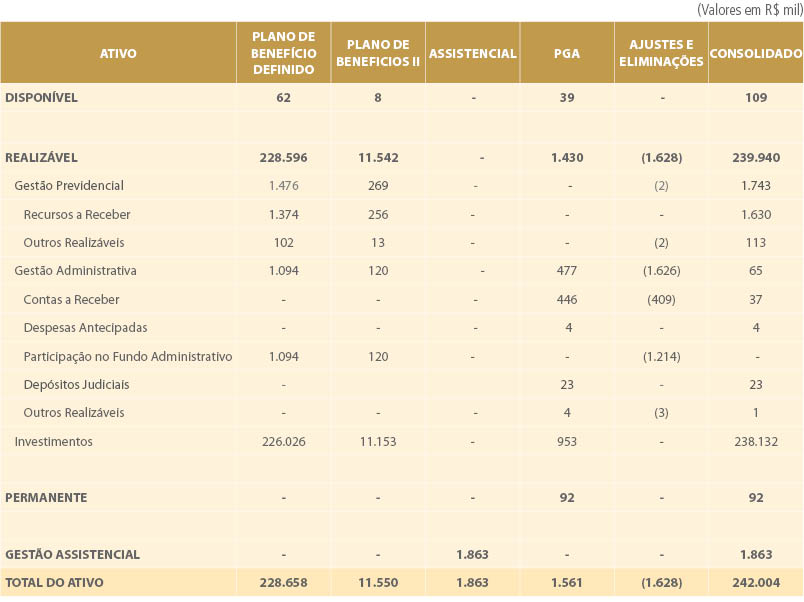 (Valores em R$ mil)
ATIVO PLANO DE BENEFÍCIO DEFINIDO PLANO DE BENEFICIOS II ASSISTENCIAL PGA AJUSTES E ELIMINAÇÕES CONSOLIDADO
DISPONÍVEL 62 8 - 39 - 109
REALIZÁVEL 228.596 11.542 - 1.430 (1.628) 239.940
Gestão Previdencial 1.476 269 - - (2) 1.743
Recursos a Receber 1.374 256 - - - 1.630
Outros Realizáveis 102 13 - - (2) 113
Gestão Administrativa 1.094 120 - 477 (1.626) 65
Contas a Receber - - - 446 (409) 37
Despesas Antecipadas - - - 4 - 4
Participação no Fundo Administrativo 1.094 120 - - (1.214) -
Depósitos Judiciais - 23 - 23
Outros Realizáveis - - - 4 (3) 1
Investimentos 226.026 11.153 - 953 - 238.132
PERMANENTE - - - 92 - 92
GESTÃO ASSISTENCIAL - - 1.863 - - 1.863
TOTAL DO ATIVO 228.658 11.550 1.863 1.561 (1.628) 242.004